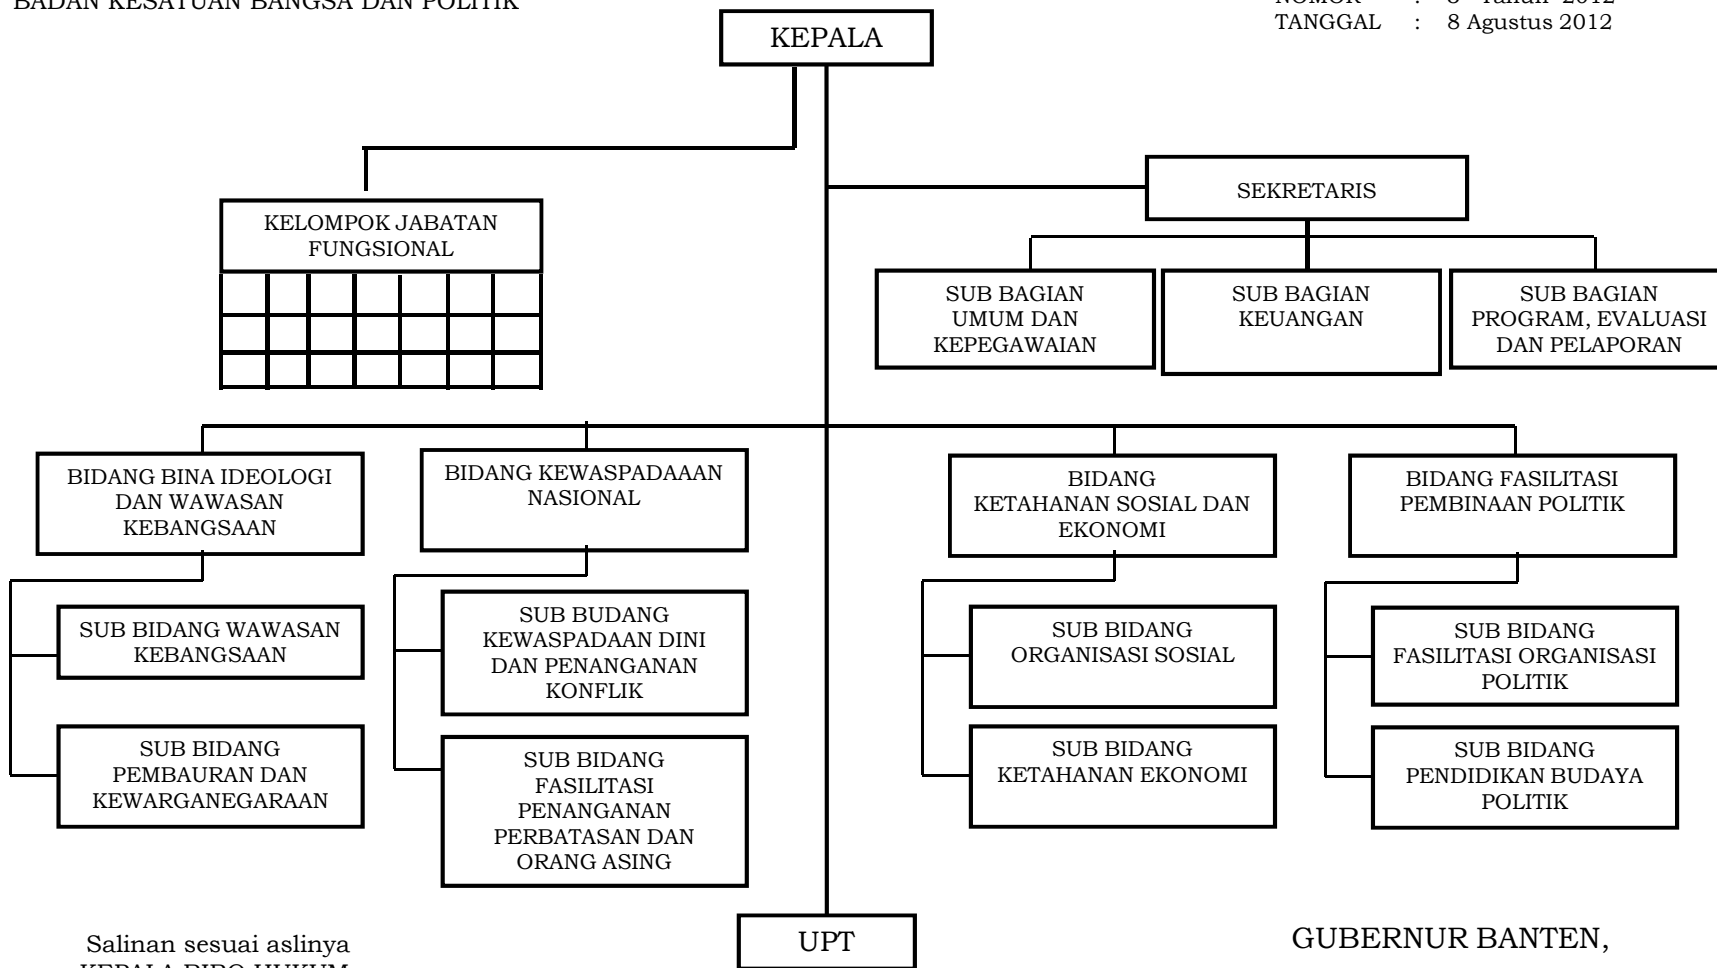 BADAN KESATUAN BANGSA DAN POLITIK
NOMOR : Tahun 2012
TANGGAL : 8 Agustus 2012
KEPALA
SEKRETARIS
KELOMPOK JABATAN
FUNGSIONAL
SUB BAGIAN
UMUM DAN
KEPEGAWAIAN
SUB BAGIAN
KEUANGAN
SUB BAGIAN
PROGRAM, EVALUASI
DAN PELAPORAN
BIDANG BINA IDEOLOGI
DAN WAWASAN
KEBANGSAAN
BIDANG KEWASPADAAAN
NASIONAL
BIDANG
KETAHANAN SOSIAL DAN
EKONOMI
BIDANG FASILITASI
PEMBINAAN POLITIK
SUB BIDANG WAWASAN
KEBANGSAAN
SUB BUDANG
KEWASPADAAN DINI
DAN PENANGANAN
KONFLIK
SUB BIDANG
ORGANISASI SOSIAL
SUB BIDANG
FASILITASI ORGANISASI
POLITIK
SUB BIDANG
PEMBAURAN DAN
KEWARGANEGARAAN
SUB BIDANG
FASILITASI
PENANGANAN
PERBATASAN DAN
ORANG ASING
SUB BIDANG
KETAHANAN EKONOMI
SUB BIDANG
PENDIDIKAN BUDAYA
POLITIK
UPT
Salinan sesuai aslinya
KEPALA BIRO HUKUM
GUBERNUR BANTEN,